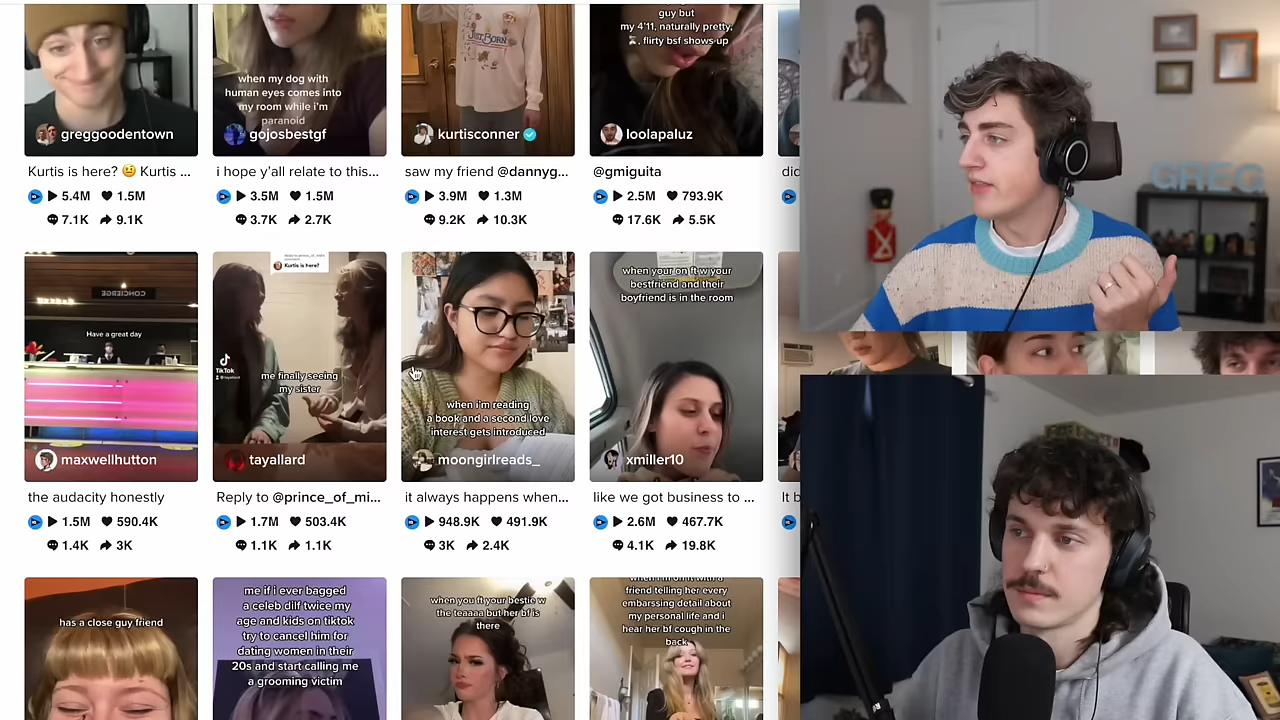 JUST BORN
guy but
my 4'11, naturally pretty,
flirty bsf shows up
when my dog with
human eyes comes into
my room while i'm
paranoid
greggoodentown
gojosbestgf
kurtisconner
loolapaluz
Kurtis is here? 🤨 Kurtis ...
i hope y'all relate to this...
saw my friend @dannyg...
@gmiguita
did
5.4M 1.5M
3.5M 1.5M
3.9M 1.3M
2.5M 793.9K
7.1K 9.1K
3.7K 2.7K
9.2K 10.3K
17.6K 5.5K
GREG
CONCIERGE
Have a great day
Kurtis is here?
TikTok
me finally seeing
my sister
when i'm reading
a book and a second love
interest gets introduced
when your on ft w your
bestfriend and their
boyfriend is in the room
maxwellhutton
tayallard
moongirlreads_
xmiller10
the audacity honestly
Reply to @prince_of_mi...
it always happens when...
like we got business to ...
It b
1.5M 590.4K
1.7M 503.4K
948.9K 491.9K
2.6M 467.7K
1.4K 3K
1.1K 1.1K
3K 2.4K
4.1K 19.8K
has a close guy friend
me if i ever bagged
a celeb dilf twice my
age and kids on tiktok
try to cancel him for
dating women in their
20s and start calling me
a grooming victim
when you ft your bestie w
the teaaaa but her bf is
there
when i'm on ft with a
friend telling her every
embarssing detail about
my personal life and i
hear her bf cough in the
back